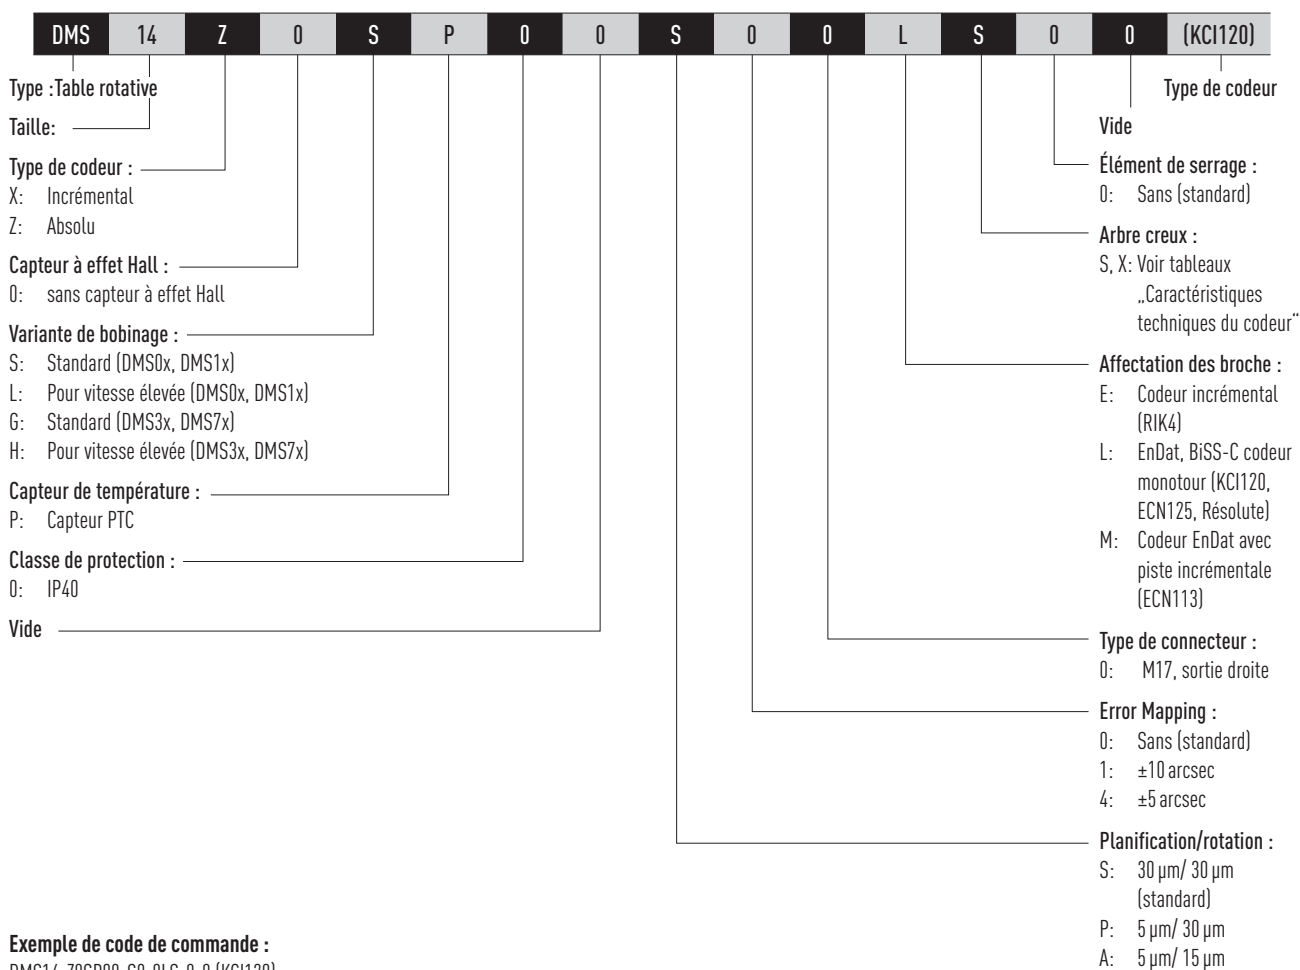 DMS 14 Z 0 S P 0 0 S 0 0 L S 0 0 (KCI120)
Type :Table rotative
Taille:
Type de codeur :
X: Incrémental
Z: Absolu
Capteur à effet Hall :
0: sans capteur à effet Hall
Variante de bobinage :
S: Standard (DMS0x, DMS1x)
L: Pour vitesse élevée (DMS0x, DMS1x)
G: Standard (DMS3x, DMS7x)
H: Pour vitesse élevée (DMS3x, DMS7x)
Capteur de température :
P: Capteur PTC
Classe de protection :
0: IP40
Vide
Type de codeur
Vide
Élément de serrage :
0: Sans (standard)
Arbre creux :
S, X: Voir tableaux
„Caractéristiques
techniques du codeur“
Affectation des broche :
E: Codeur incrémental
(RIK4)
L: EnDat, BiSS-C codeur
monotour (KCI120,
ECN125, Résolute)
M: Codeur EnDat avec
piste incrémentale
(ECN113)
Type de connecteur :
0: M17, sortie droite
Error Mapping :
0: Sans (standard)
1: ±10 arcsec
4: ±5 arcsec
Planification/rotation :
S: 30 µm/ 30 µm
(standard)
P: 5 µm/ 30 µm
A: 5 µm/ 15 µm
Exemple de code de commande :